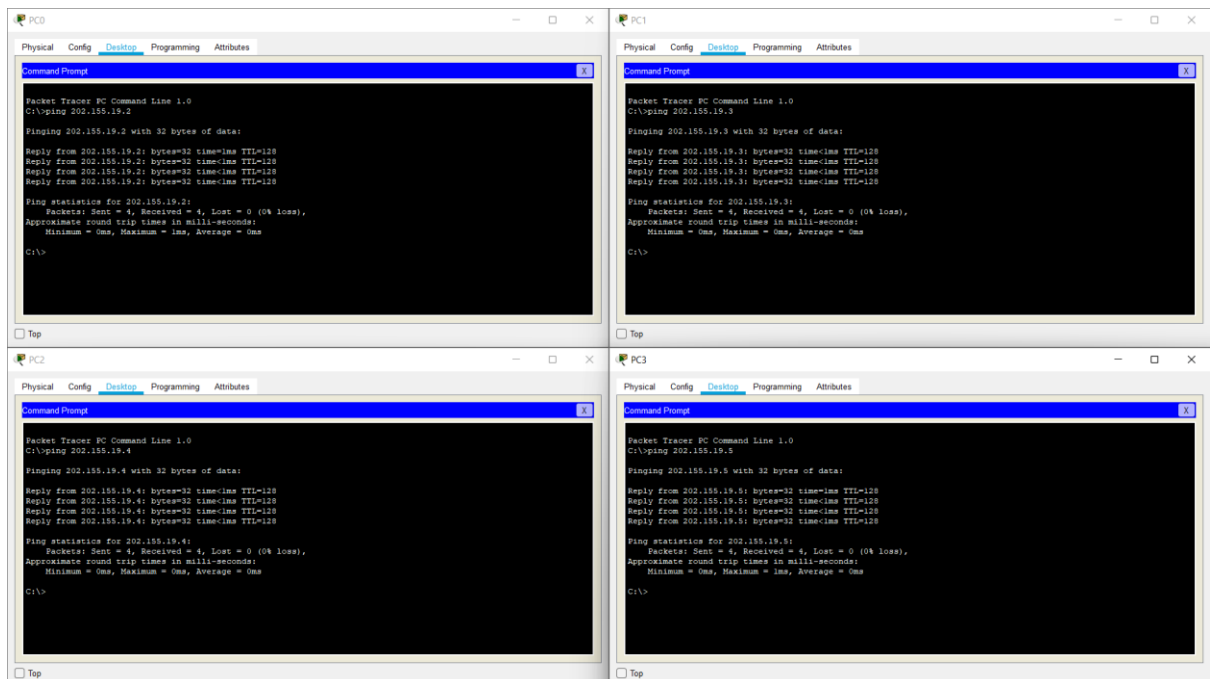 PC0
Physical Config Desktop Programming Attributes
Command Prompt
X
Packet Tracer PC Command Line 1.0
C:\>ping 202.155.19.2
Pinging 202.155.19.2 with 32 bytes of data:
Reply from 202.155.19.2: bytes=32 time=1ms TTL=128
Reply from 202.155.19.2: bytes=32 time<1ms TTL=128
Reply from 202.155.19.2: bytes=32 time<1ms TTL=128
Reply from 202.155.19.2: bytes=32 time<1ms TTL=128
Ping statistics for 202.155.19.2:
Packets: Sent = 4, Received = 4, Lost = 0 (0% loss),
Approximate round trip times in milli-seconds:
Minimum = 0ms, Maximum = 1ms, Average = 0ms
C:\>
Top
PC1
Physical Config Desktop Programming Attributes
Command Prompt
X
Packet Tracer PC Command Line 1.0
C:\>ping 202.155.19.3
Pinging 202.155.19.3 with 32 bytes of data:
Reply from 202.155.19.3: bytes=32 time<1ms TTL=128
Reply from 202.155.19.3: bytes=32 time<1ms TTL=128
Reply from 202.155.19.3: bytes=32 time<1ms TTL=128
Reply from 202.155.19.3: bytes=32 time<1ms TTL=128
Ping statistics for 202.155.19.3:
Packets: Sent = 4, Received = 4, Lost = 0 (0% loss),
Approximate round trip times in milli-seconds:
Minimum = 0ms, Maximum = 0ms, Average = 0ms
C:\>
Top
PC2
Physical Config Desktop Programming Attributes
Command Prompt
X
Packet Tracer PC Command Line 1.0
C:\>ping 202.155.19.4
Pinging 202.155.19.4 with 32 bytes of data:
Reply from 202.155.19.4: bytes=32 time<1ms TTL=128
Reply from 202.155.19.4: bytes=32 time<1ms TTL=128
Reply from 202.155.19.4: bytes=32 time<1ms TTL=128
Reply from 202.155.19.4: bytes=32 time<1ms TTL=128
Ping statistics for 202.155.19.4:
Packets: Sent = 4, Received = 4, Lost = 0 (0% loss),
Approximate round trip times in milli-seconds:
Minimum = 0ms, Maximum = 0ms, Average = 0ms
C:\>
Top
PC3
Physical Config Desktop Programming Attributes
Command Prompt
X
Packet Tracer PC Command Line 1.0
C:\>ping 202.155.19.5
Pinging 202.155.19.5 with 32 bytes of data:
Reply from 202.155.19.5: bytes=32 time=1ms TTL=128
Reply from 202.155.19.5: bytes=32 time<1ms TTL=128
Reply from 202.155.19.5: bytes=32 time<1ms TTL=128
Reply from 202.155.19.5: bytes=32 time<1ms TTL=128
Ping statistics for 202.155.19.5:
Packets: Sent = 4, Received = 4, Lost = 0 (0% loss),
Approximate round trip times in milli-seconds:
Minimum = 0ms, Maximum = 1ms, Average = 0ms
C:\>
Top